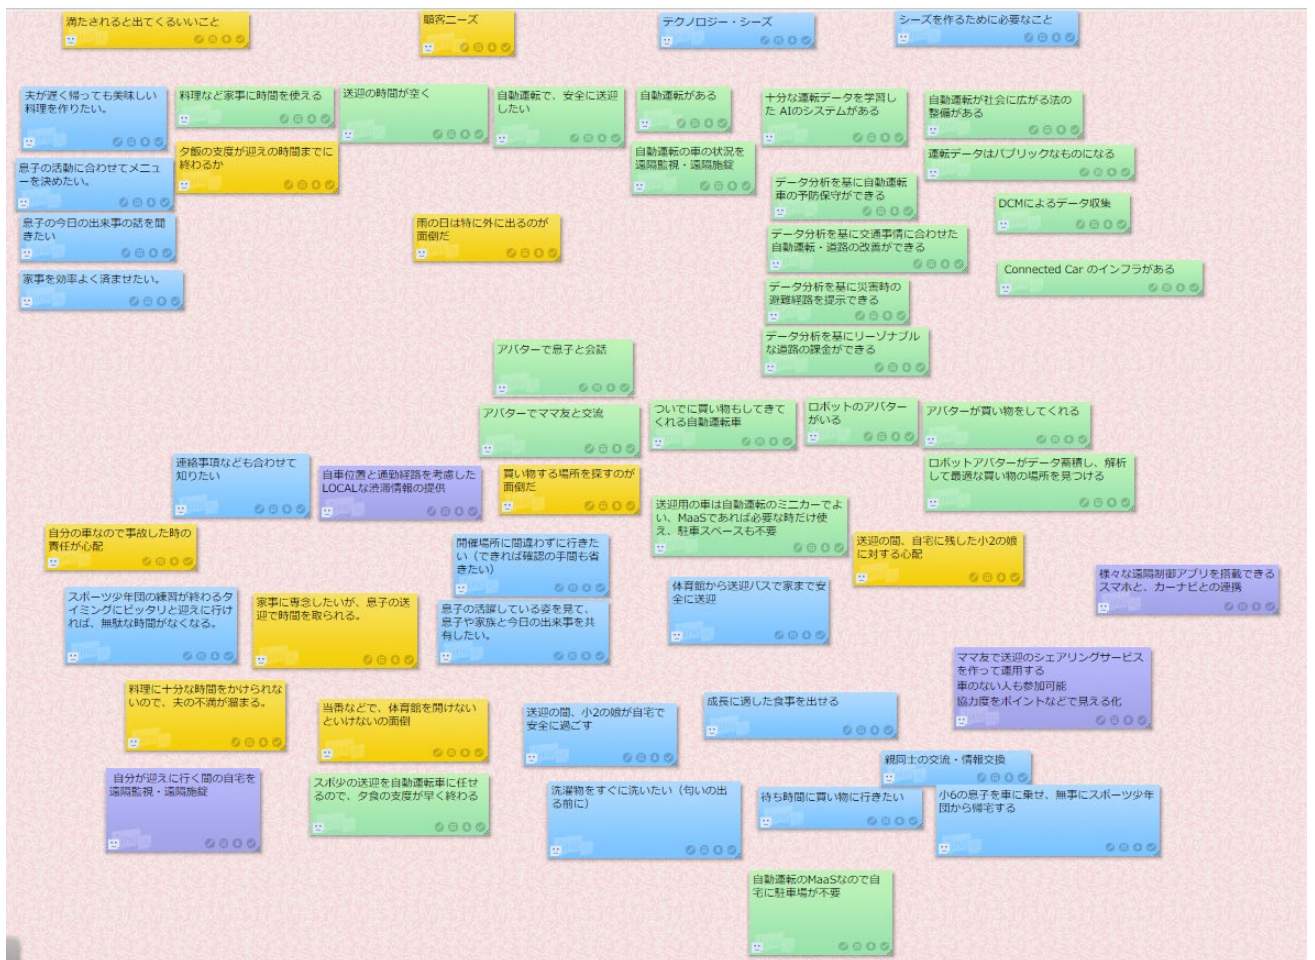 満たされると出てくるいいこと
顧客ニーズ
テクノロジー・シーズ
シーズを作るために必要なこと
夫が遅く帰っても美味しい
料理を作りたい。
料理など家事に時間を使える
送迎の時間が空く
自動運転で、安全に送迎
したい
自動運転がある
十分な運転データを学習し
た AIのシステムがある
自動運転が社会に広がる法の
整備がある
夕飯の支度が迎えの時間までに
終わるか
自動運転の車の状況を
遠隔監視・遠隔施錠
運転データはパブリックなものになる
息子の活動に合わせてメニュ
ーを決めたい。
データ分析を基に自動運転
車の予防保守ができる
DCMによるデータ収集
息子の今日の出来事の話を聞
きたい
雨の日は特に外に出るのが
面倒だ
データ分析を基に交通事情に合わせた
自動運転・道路の改善ができる
家事を効率よく済ませたい。
Connected Car のインフラがある
データ分析を基に災害時の
避難経路を提示できる
データ分析を基にリーゾナブル
な道路の課金ができる
アバターで息子と会話
アバターでママ友と交流
ついでに買い物もしてきて
くれる自動運転車
ロボットのアバター
がいる
アバターが買い物をしてくれる
連絡事項なども合わせて
知りたい
自車位置と通勤経路を考慮した
LOCALな渋滞情報の提供
買い物する場所を探すのが
面倒だ
ロボットアバターがデータ蓄積し、解析
して最適な買い物の場所を見つける
送迎用の車は自動運転のミニカーでよ
い、MaaSであれば必要な時だけ使
え、駐車スペースも不要
自分の車なので事故した時の
責任が心配
開催場所に間違わずに行きた
い（できれば確認の手間も省
きたい）
送迎の間、自宅に残した小2の娘
に対する心配
様々な遠隔制御アプリを搭載できる
スマホと、カーナビとの連携
スポーツ少年団の練習が終わるタ
イミングにピッタリと迎えに行け
れば、無駄な時間がなくなる。
家事に専念したいが、息子の送
迎で時間を取られる。
息子の活躍している姿を見て、
息子や家族と今日の出来事を共
有したい。
体育館から送迎バスで家まで安
全に送迎
ママ友で送迎のシェアリングサービス
を作って運用する
車のない人も参加可能
協力度をポイントなどで見える化
料理に十分な時間をかけられな
いので、夫の不満が溜まる。
当番などで、体育館を開けない
といけないの面倒
送迎の間、小2の娘が自宅で
安全に過ごす
成長に適した食事を出せる
親同士の交流・情報交換
自分が迎えに行く間の自宅を
遠隔監視・遠隔施錠
スポ少の送迎を自動運転車に任せ
るので、夕食の支度が早く終わる
洗濯物をすぐに洗いたい（匂いの出
る前に）
待ち時間に買い物に行きたい
小6の息子を車に乗せ、無事にスポーツ少年
団から帰宅する
自動運転のMaaSなので自
宅に駐車場が不要